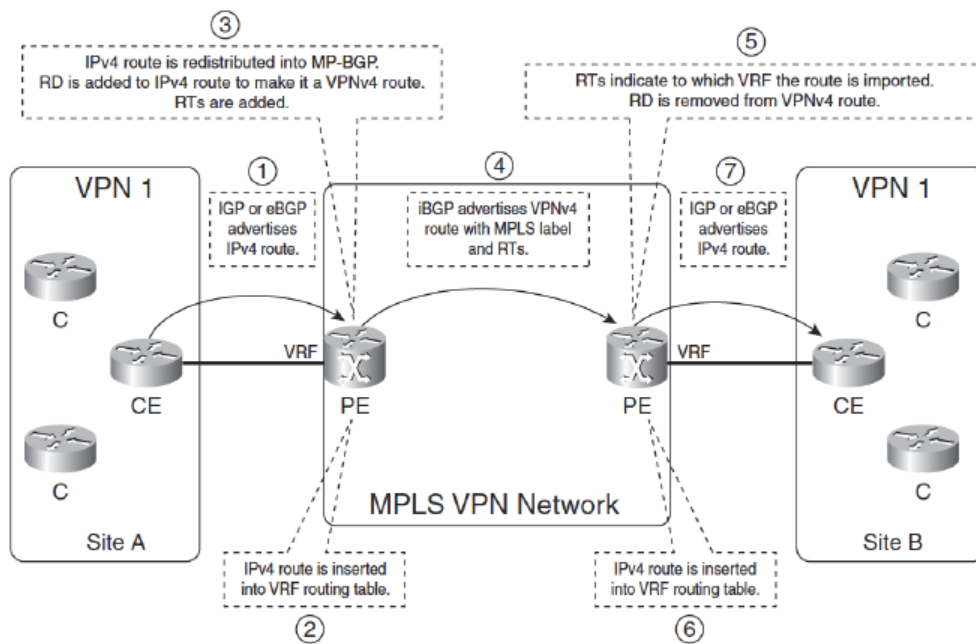 3
IPv4 route is redistributed into MP-BGP.
RD is added to IPv4 route to make it a VPNv4 route.
RTs are added.
5
RTs indicate to which VRF the route is imported.
RD is removed from VPNv4 route.
VPN 1
1
IGP or eBGP
advertises
IPv4 route.
4
iBGP advertises VPNv4
route with MPLS label
and RTs.
7
IGP or eBGP
advertises
IPv4 route.
VPN 1
C
C
VRF
VRF
CE
PE
PE
CE
C
C
MPLS VPN Network
Site A
Site B
IPv4 route is inserted
into VRF routing table.
2
IPv4 route is inserted
into VRF routing table.
6